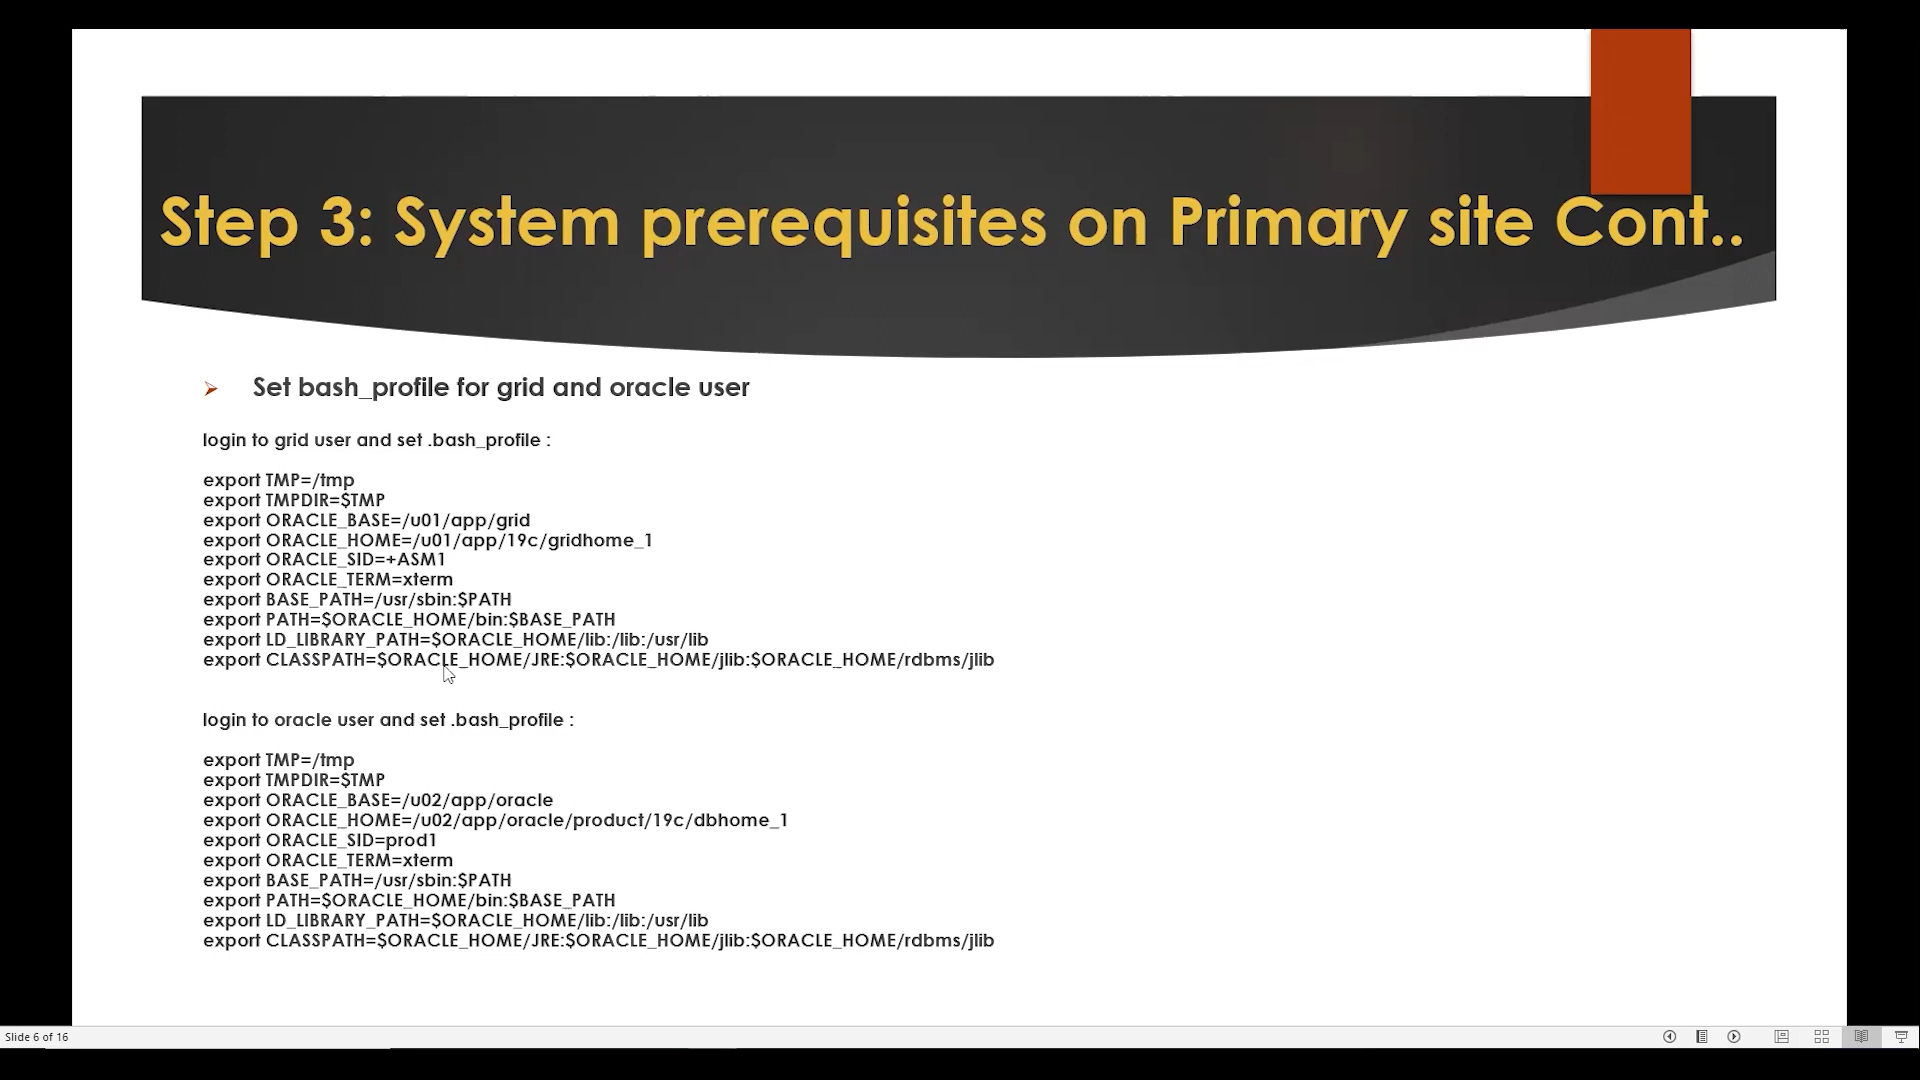 Step 3: System prerequisites on Primary site Cont..
Set bash_profile for grid and oracle user
login to grid user and set .bash_profile :
export TMP=/tmp
export TMPDIR=$TMP
export ORACLE_BASE=/u01/app/grid
export ORACLE_HOME=/u01/app/19c/gridhome_1
export ORACLE_SID=+ASM1
export ORACLE_TERM=xterm
export BASE_PATH=/usr/sbin:$PATH
export PATH=$ORACLE_HOME/bin:$BASE_PATH
export LD_LIBRARY_PATH=$ORACLE_HOME/lib:/lib:/usr/lib
export CLASSPATH=$ORACLE_HOME/JRE:$ORACLE_HOME/jlib:$ORACLE_HOME/rdbms/jlib
login to oracle user and set .bash_profile :
export TMP=/tmp
export TMPDIR=$TMP
export ORACLE_BASE=/u02/app/oracle
export ORACLE_HOME=/u02/app/oracle/product/19c/dbhome_1
export ORACLE_SID=prod1
export ORACLE_TERM=xterm
export BASE_PATH=/usr/sbin:$PATH
export PATH=$ORACLE_HOME/bin:$BASE_PATH
export LD_LIBRARY_PATH=$ORACLE_HOME/lib:/lib:/usr/lib
export CLASSPATH=$ORACLE_HOME/JRE:$ORACLE_HOME/jlib:$ORACLE_HOME/rdbms/jlib
Slide 6 of 16